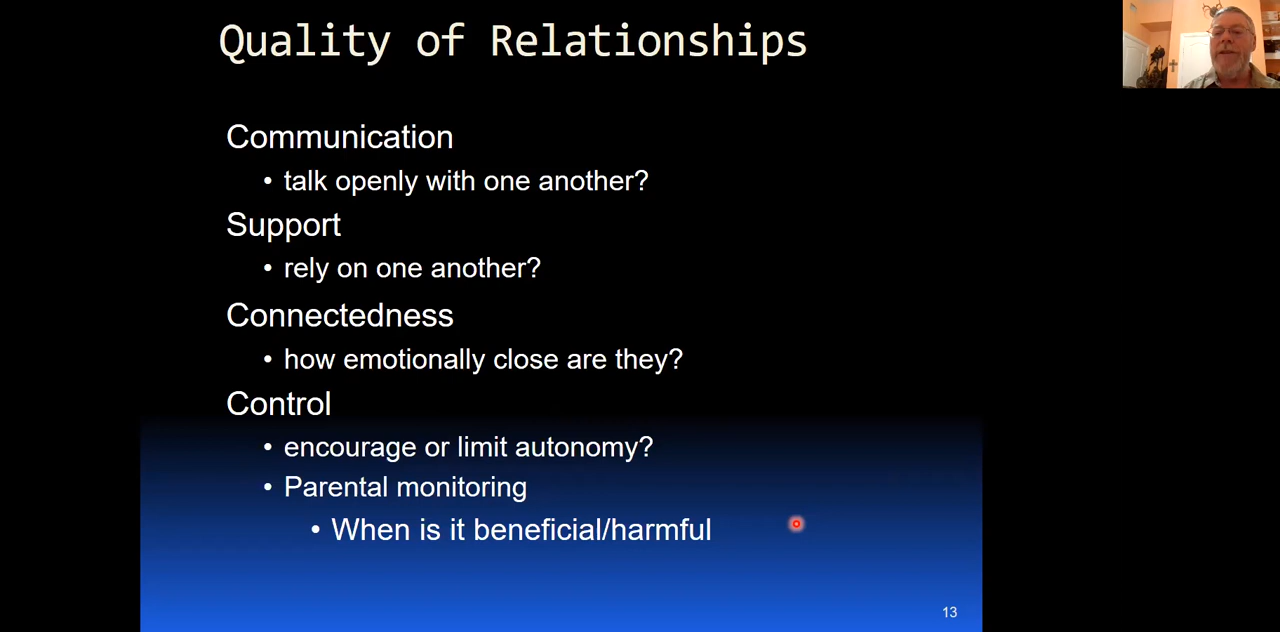 Quality of Relationships
Communication
• talk openly with one another?
Support
• rely on one another?
Connectedness
• how emotionally close are they?
Control
• encourage or limit autonomy?
• Parental monitoring
• When is it beneficial/harmful
13